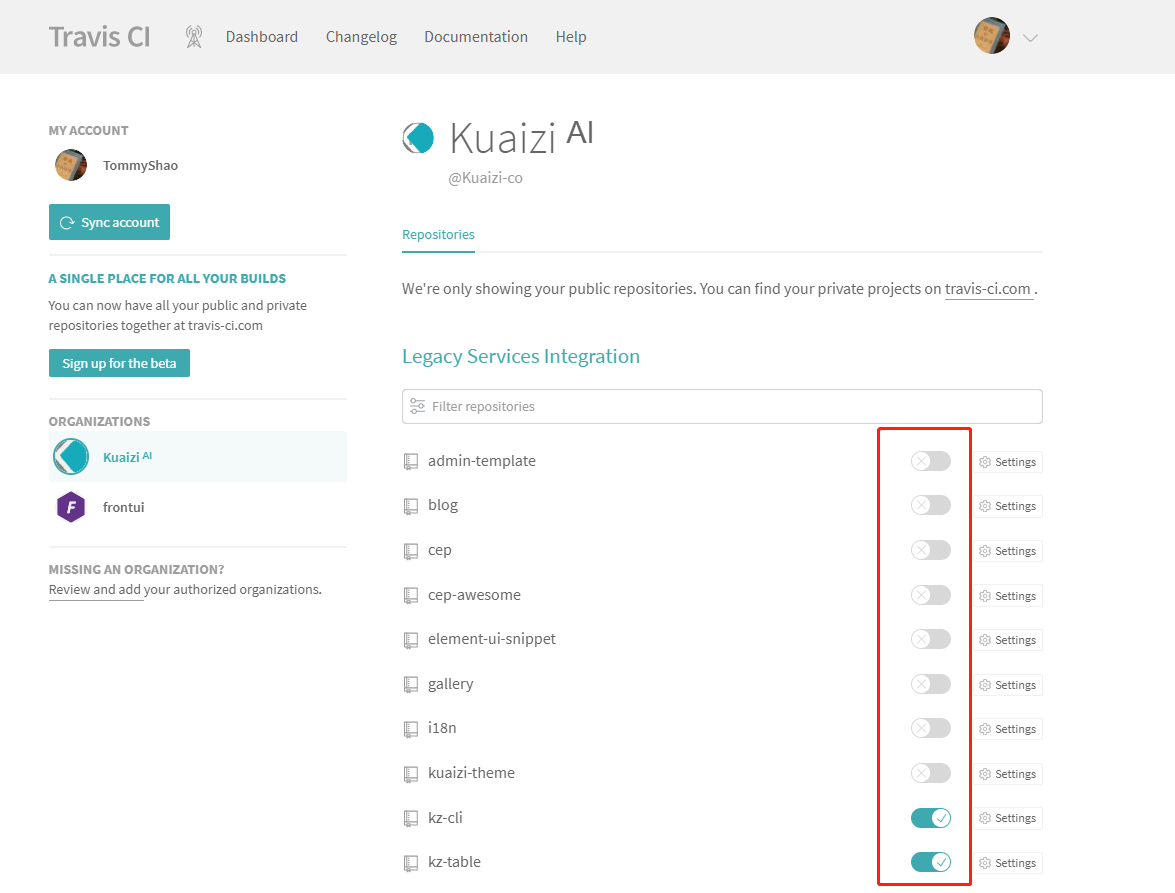 Travis CI
Dashboard
Changelog
Documentation
Help
MY ACCOUNT
TommyShao
Sync account
A SINGLE PLACE FOR ALL YOUR BUILDS
You can now have all your public and private
repositories together at travis-ci.com
Sign up for the beta
ORGANIZATIONS
Kuaizi AI
frontui
MISSING AN ORGANIZATION?
Review and add your authorized organizations.
Kuaizi AI
@Kuaizi-co
Repositories
We're only showing your public repositories. You can find your private projects on travis-ci.com .
Legacy Services Integration
Filter repositories
admin-template Settings
blog Settings
cep Settings
cep-awesome Settings
element-ui-snippet Settings
gallery Settings
i18n Settings
kuaizi-theme Settings
kz-cli Settings
kz-table Settings